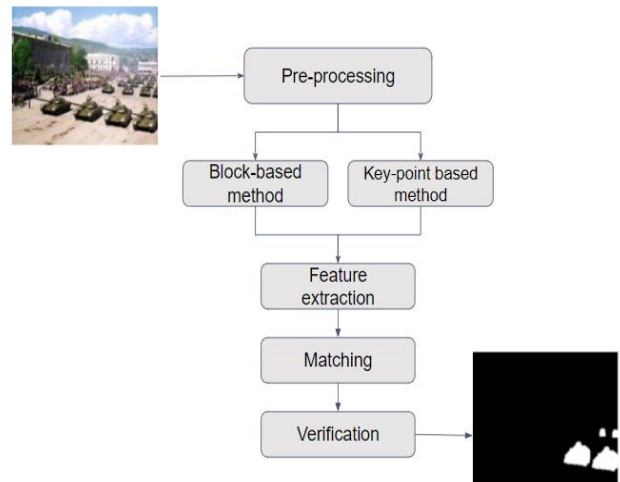 Pre-processing
Block-based
method
Key-point based
method
Feature
extraction
Matching
Verification